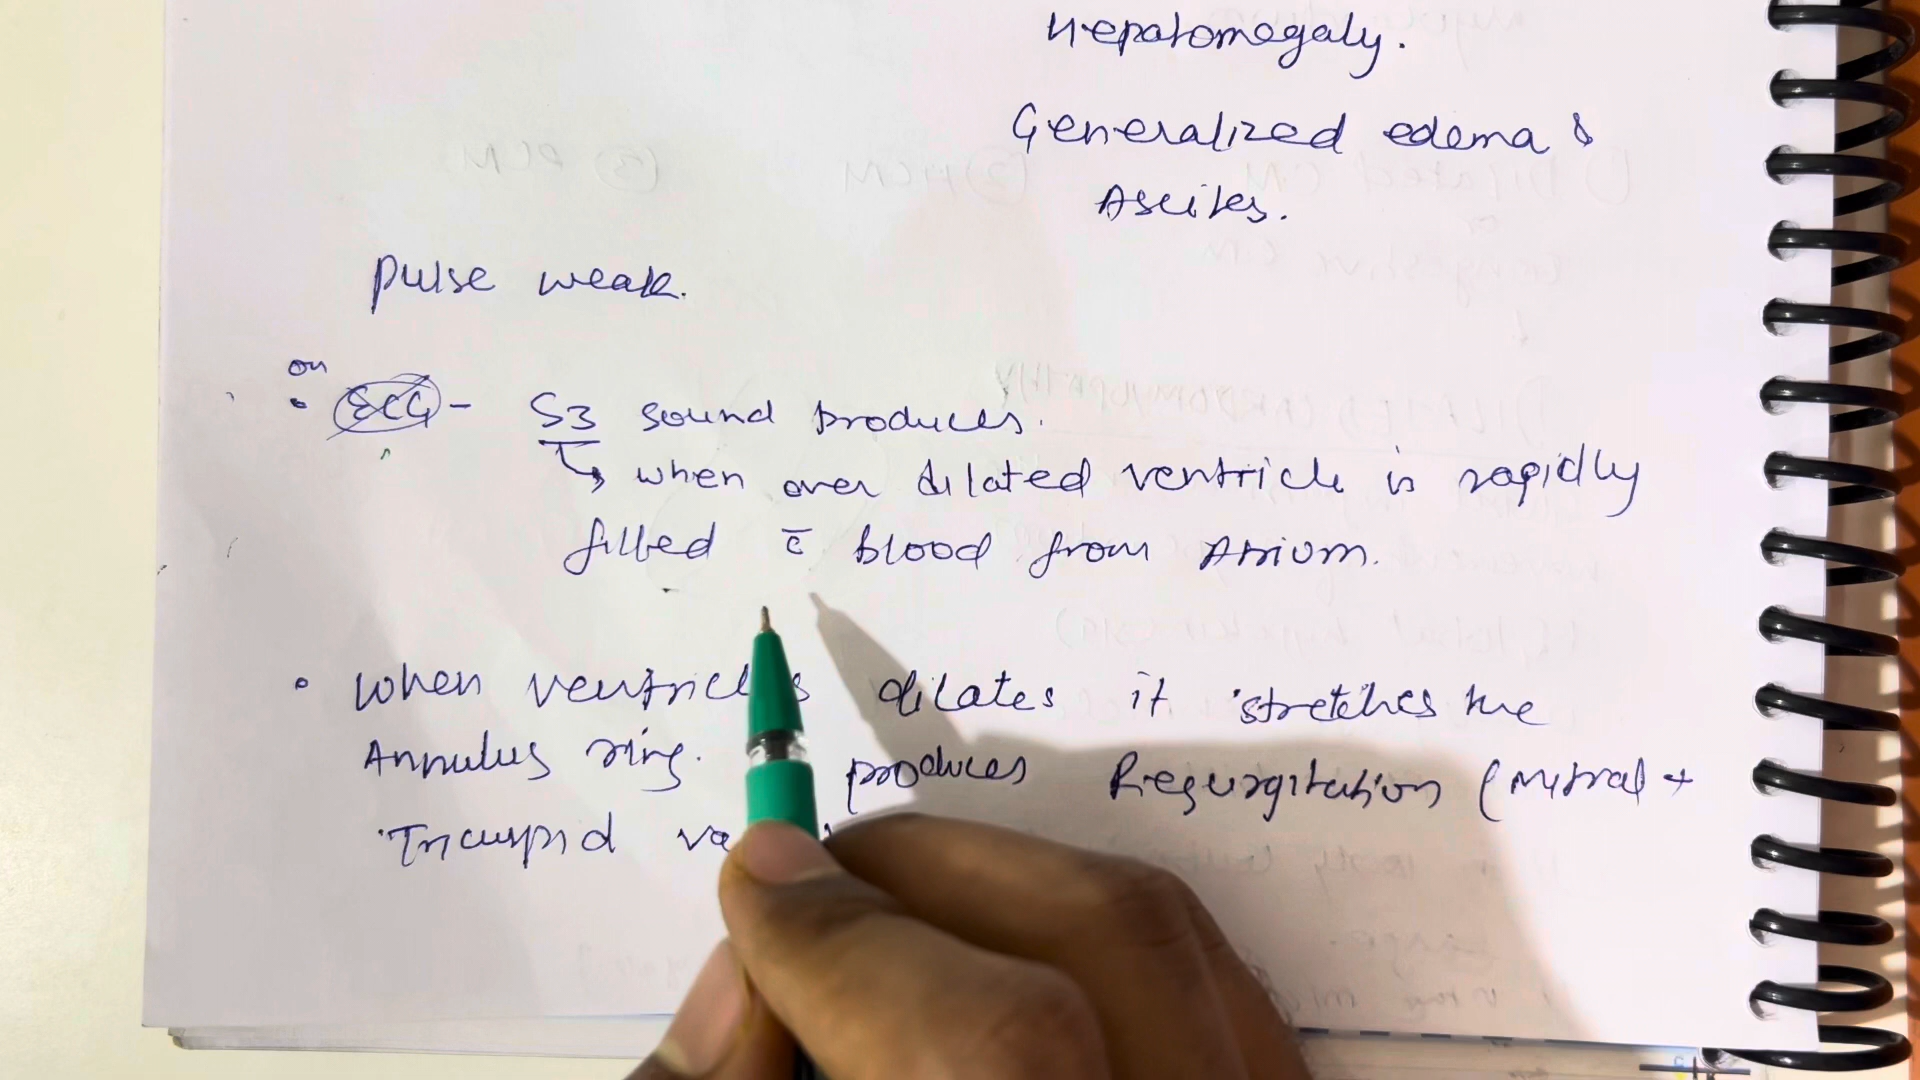 Hepatomegaly.
Generalized edema &
Ascites.
pulse weak.
on
• ECG - S3 sound produces.
↳ when over dilated ventricle is rapidly
filled c̄ blood from Atrium.
• When ventricles dilates it stretches the
Annulus ring. produces Regurgitation (mitral +
Tricuspid